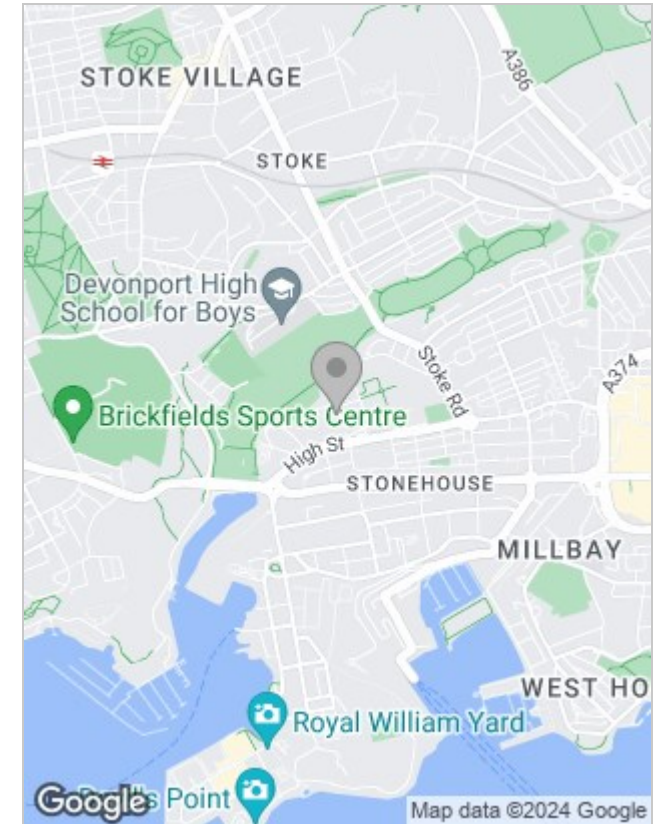 A386
STOKE VILLAGE
STOKE
Devonport High
School for Boys
Stoke Rd
A374
Brickfields Sports Centre
High St
STONEHOUSE
MILLBAY
WEST HO
Royal William Yard
Point
Google
Map data ©2024 Google